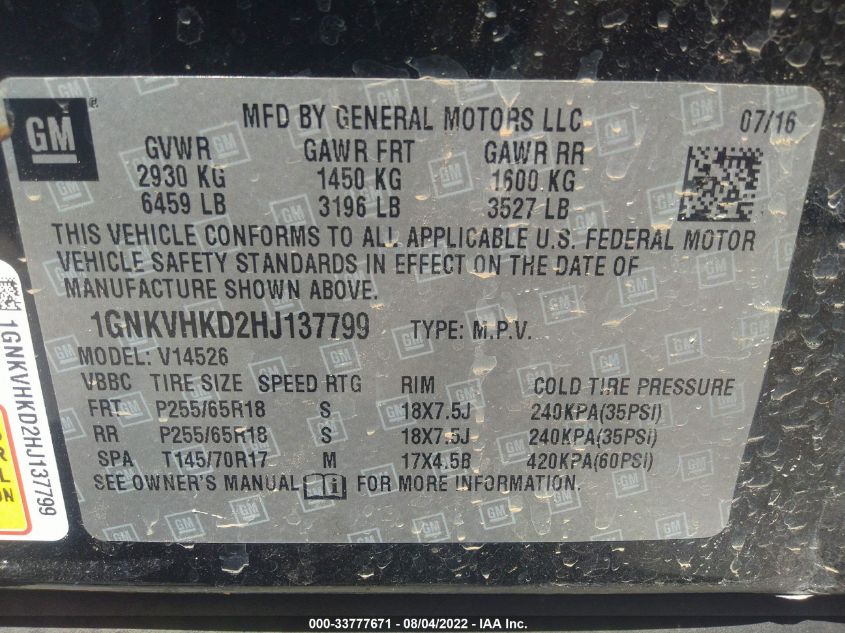 GM ®
MFD BY GENERAL MOTORS LLC 07/16
GVWR GAWR FRT GAWR RR
2930 KG 1450 KG 1600 KG
6459 LB 3196 LB 3527 LB
THIS VEHICLE CONFORMS TO ALL APPLICABLE U.S. FEDERAL MOTOR
VEHICLE SAFETY STANDARDS IN EFFECT ON THE DATE OF
MANUFACTURE SHOWN ABOVE.
1GNKVHKD2HJ137799 TYPE: M.P.V.
MODEL: V14526
VBBC TIRE SIZE SPEED RTG RIM COLD TIRE PRESSURE
FRT P255/65R18 S 18X7.5J 240KPA(35PSI)
RR P255/65R18 S 18X7.5J 240KPA(35PSI)
SPA T145/70R17 M 17X4.5B 420KPA(60PSI)
SEE OWNER'S MANUAL FOR MORE INFORMATION.
1GNKVHKD2HJ137799
000-33777671 - 08/04/2022 - IAA Inc.